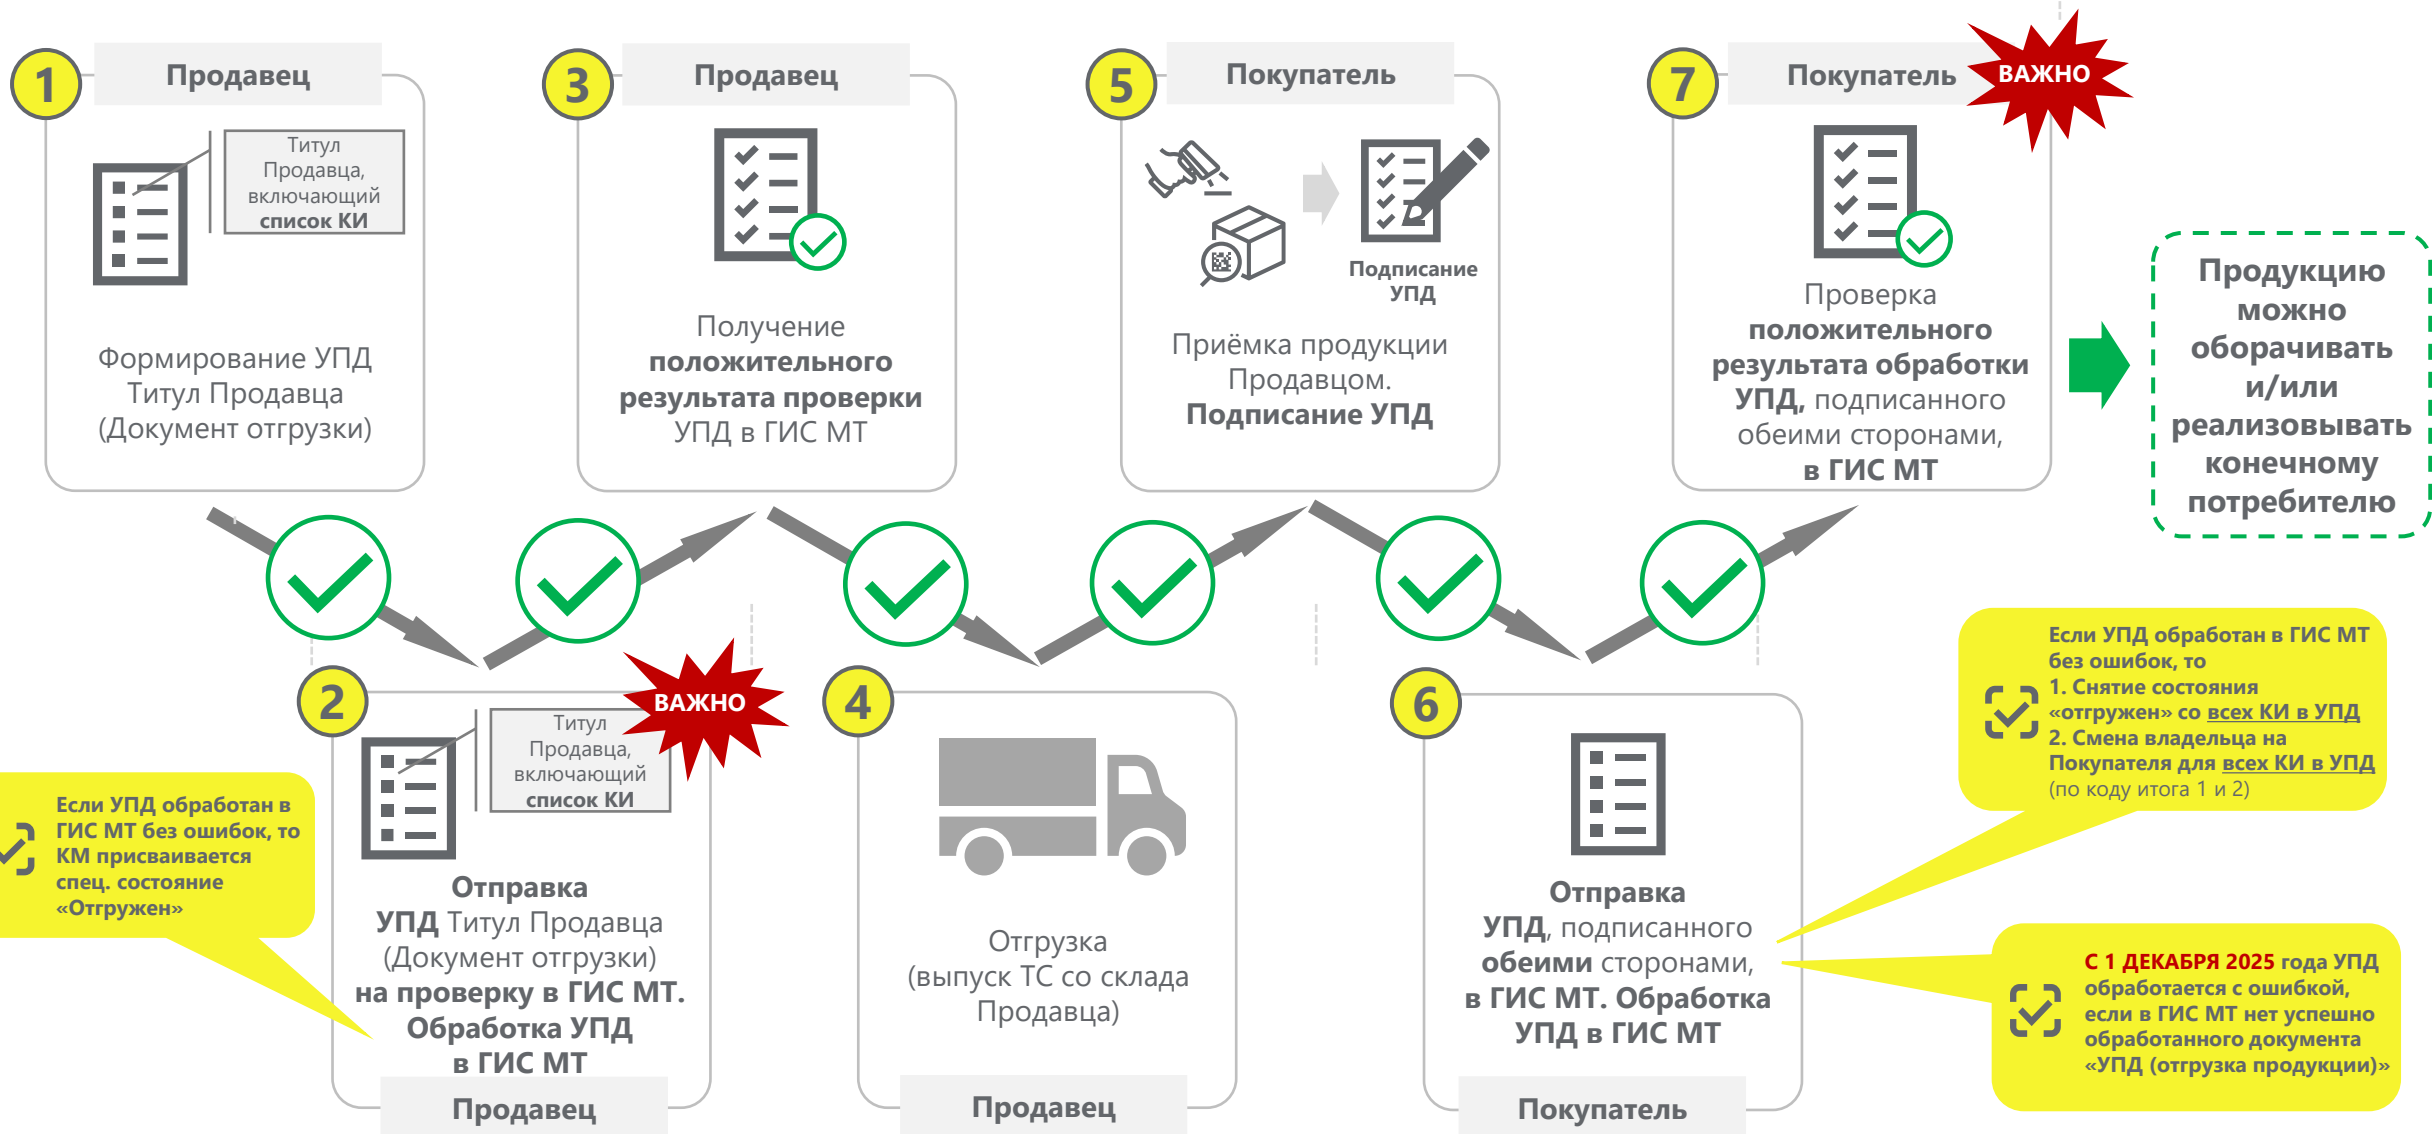 1
Продавец
Титул
Продавца,
включающий
список КИ
Формирование УПД
Титул Продавца
(Документ отгрузки)
3
Продавец
Получение
положительного
результата проверки
УПД в ГИС МТ
5
Покупатель
Подписание
УПД
Приёмка продукции
Продавцом.
Подписание УПД
7
Покупатель
ВАЖНО
Проверка
положительного
результата обработки
УПД, подписанного
обеими сторонами,
в ГИС МТ
Продукцию
можно
оборачивать
и/или
реализовывать
конечному
потребителю
2
ВАЖНО
Титул
Продавца,
включающий
список КИ
Отправка
УПД Титул Продавца
(Документ отгрузки)
на проверку в ГИС МТ.
Обработка УПД
в ГИС МТ
Продавец
Если УПД обработан в
ГИС МТ без ошибок, то
КМ присваивается
спец. состояние
«Отгружен»
4
Отгрузка
(выпуск ТС со склада
Продавца)
Продавец
6
Отправка
УПД, подписанного
обеими сторонами,
в ГИС МТ. Обработка
УПД в ГИС МТ
Покупатель
Если УПД обработан в ГИС МТ
без ошибок, то
1. Снятие состояния
«отгружен» со всех КИ в УПД
2. Смена владельца на
Покупателя для всех КИ в УПД
(по коду итога 1 и 2)
С 1 ДЕКАБРЯ 2025 года УПД
обработается с ошибкой,
если в ГИС МТ нет успешно
обработанного документа
«УПД (отгрузка продукции)»